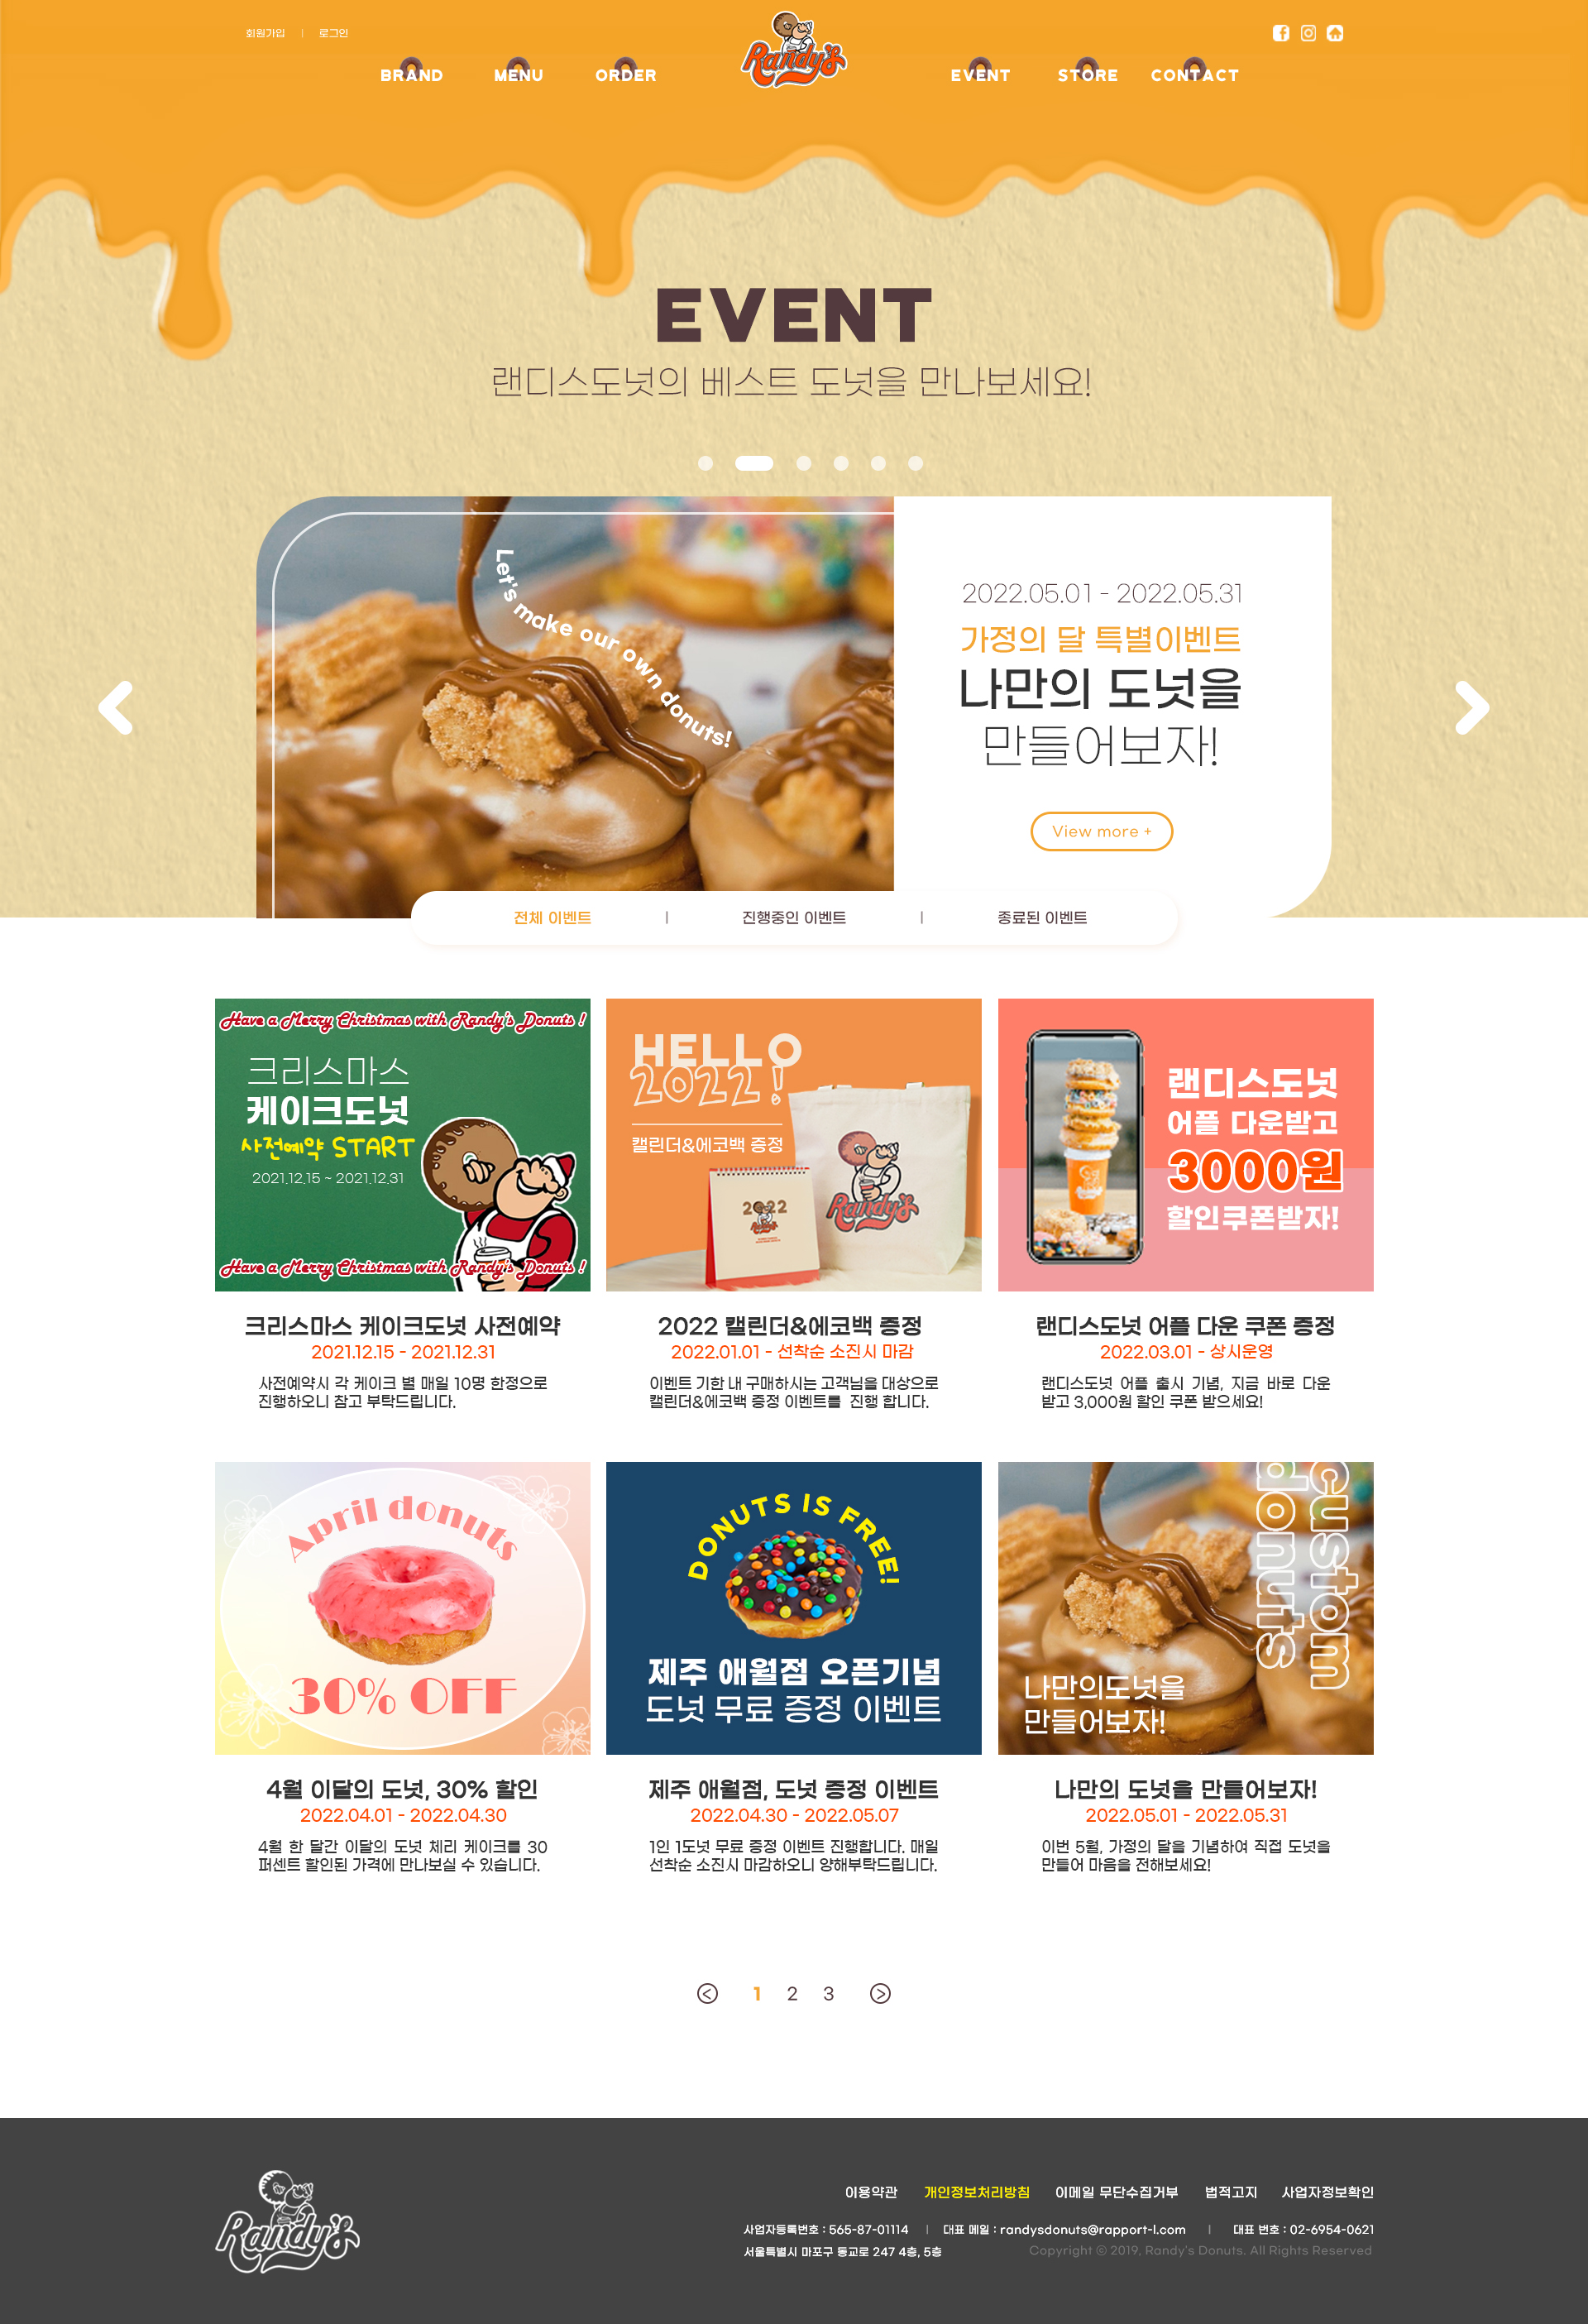 회원가입 | 로그인
Randy's
BRAND MENU ORDER EVENT STORE CONTACT
EVENT
랜디스도넛의 베스트 도넛을 만나보세요!
Let's make our own donuts!
2022.05.01 - 2022.05.31
가정의 달 특별이벤트
나만의 도넛을
만들어보자!
View more +
전체 이벤트 | 진행중인 이벤트 | 종료된 이벤트
Have a Merry Christmas with Randy's Donuts !
크리스마스
케이크도넛
사전예약 START
2021.12.15 ~ 2021.12.31
Have a Merry Christmas with Randy's Donuts !
HELLO
2022 !
캘린더&에코백 증정
2022
Randy's
랜디스도넛
어플 다운받고
3000원
할인쿠폰받자!
크리스마스 케이크도넛 사전예약
2021.12.15 - 2021.12.31
사전예약시 각 케이크 별 매일 10명 한정으로
진행하오니 참고 부탁드립니다.
2022 캘린더&에코백 증정
2022.01.01 - 선착순 소진시 마감
이벤트 기한 내 구매하시는 고객님을 대상으로
캘린더&에코백 증정 이벤트를 진행 합니다.
랜디스도넛 어플 다운 쿠폰 증정
2022.03.01 - 상시운영
랜디스도넛 어플 출시 기념, 지금 바로 다운
받고 3,000원 할인 쿠폰 받으세요!
April donuts
30% OFF
DONUTS IS FREE!
제주 애월점 오픈기념
도넛 무료 증정 이벤트
custom
donuts
나만의도넛을
만들어보자!
4월 이달의 도넛, 30% 할인
2022.04.01 - 2022.04.30
4월 한 달간 이달의 도넛 체리 케이크를 30
퍼센트 할인된 가격에 만나보실 수 있습니다.
제주 애월점, 도넛 증정 이벤트
2022.04.30 - 2022.05.07
1인 1도넛 무료 증정 이벤트 진행합니다. 매일
선착순 소진시 마감하오니 양해부탁드립니다.
나만의 도넛을 만들어보자!
2022.05.01 - 2022.05.31
이번 5월, 가정의 달을 기념하여 직접 도넛을
만들어 마음을 전해보세요!
< 1 2 3 >
Randy's
이용약관 개인정보처리방침 이메일 무단수집거부 법적고지 사업자정보확인
사업자등록번호 : 565-87-01114 | 대표 메일 : randysdonuts@rapport-l.com | 대표 번호 : 02-6954-0621
서울특별시 마포구 동교로 247 4층, 5층
Copyright ⓒ 2019, Randy's Donuts. All Rights Reserved